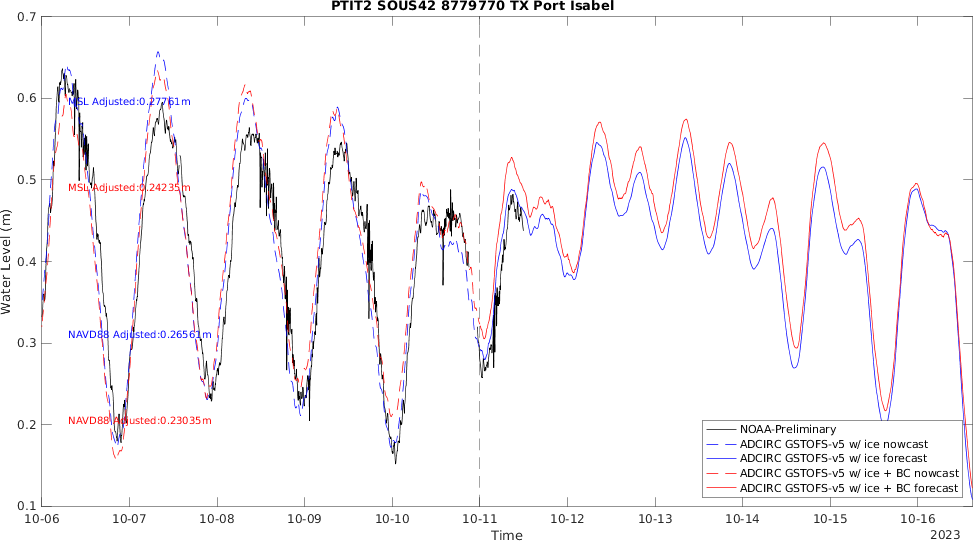 PTIT2 SOUS42 8779770 TX Port Isabel
Water Level (m)
0.7
0.6
0.5
0.4
0.3
0.2
0.1
MSL Adjusted:0.27761m
MSL Adjusted:0.24235m
NAVD88 Adjusted:0.26561m
NAVD88 Adjusted:0.23035m
NOAA-Preliminary
ADCIRC GSTOFS-v5 w/ ice nowcast
ADCIRC GSTOFS-v5 w/ ice forecast
ADCIRC GSTOFS-v5 w/ ice + BC nowcast
ADCIRC GSTOFS-v5 w/ ice + BC forecast
10-06 10-07 10-08 10-09 10-10 10-11 10-12 10-13 10-14 10-15 10-16
Time
2023